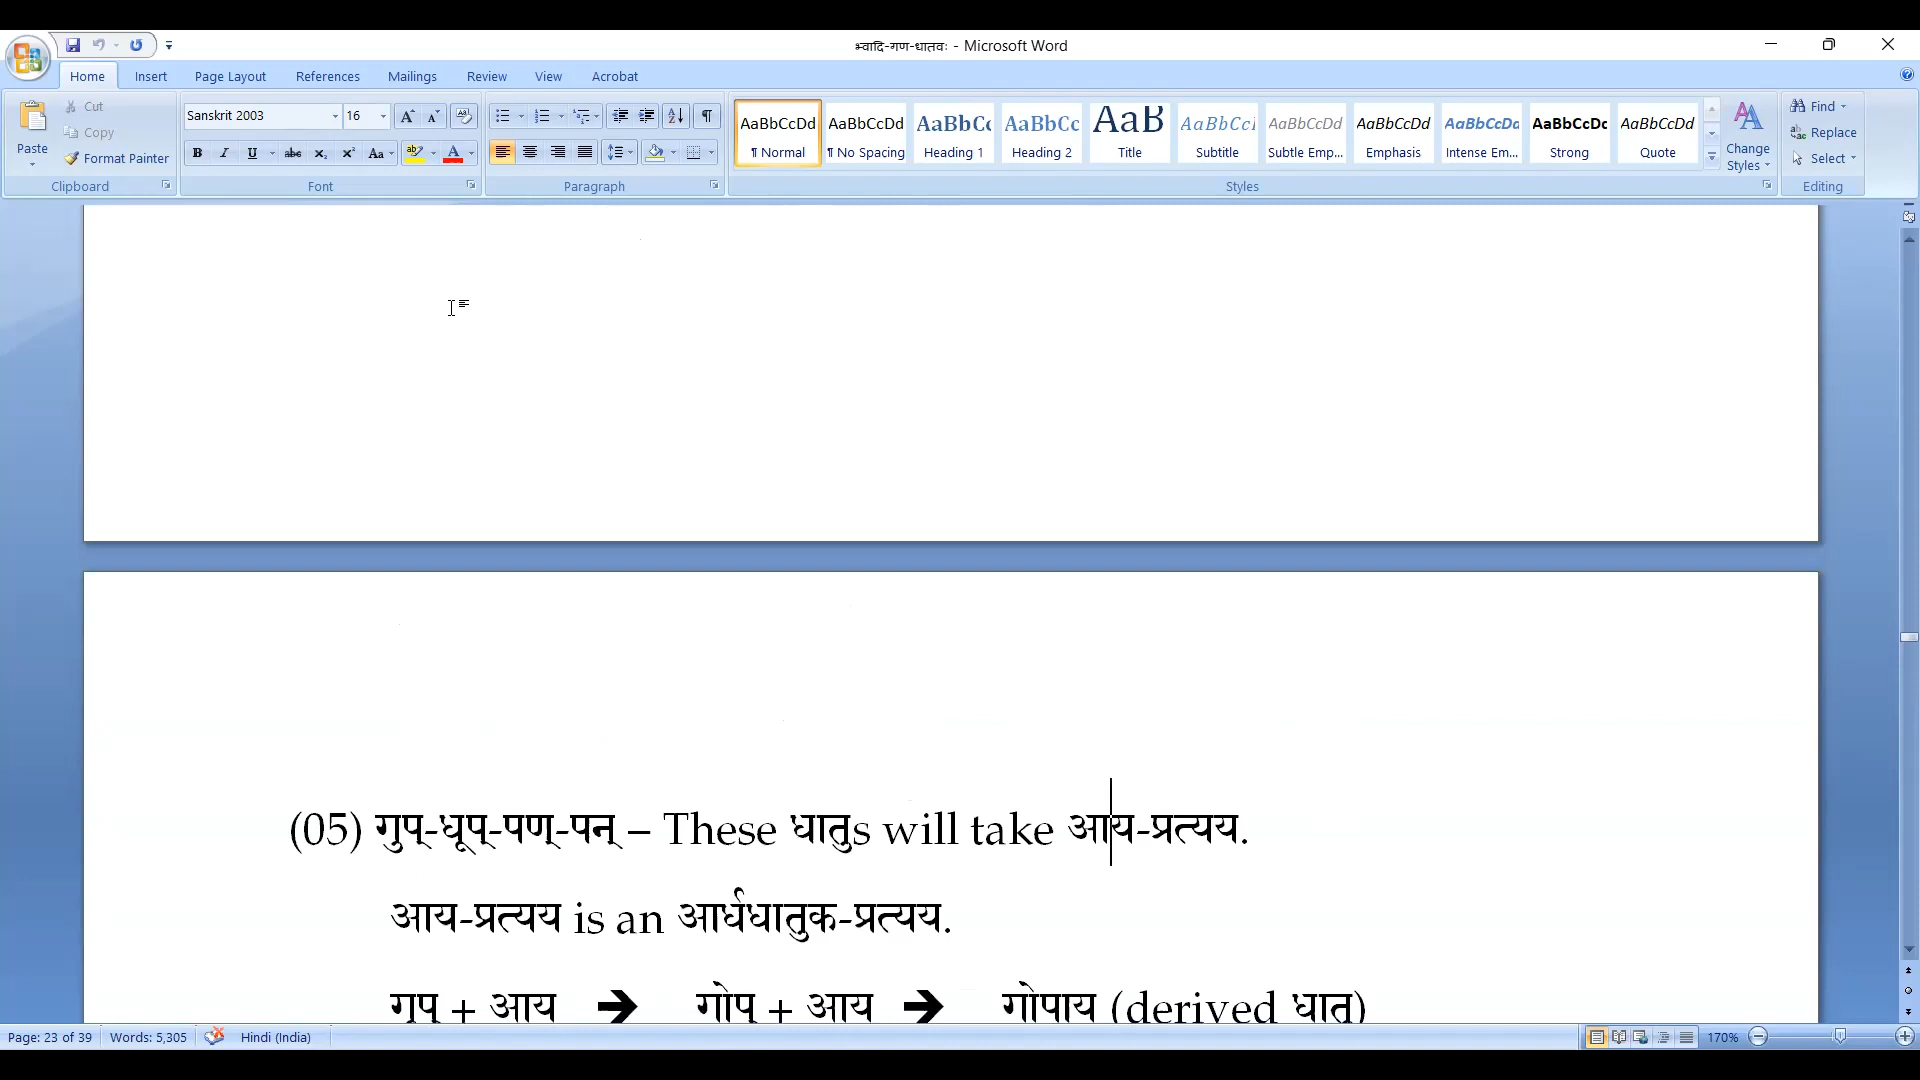 भ्वादि-गण-धातवः - Microsoft Word
Home Insert Page Layout References Mailings Review View Acrobat
Paste Cut Copy Format Painter Clipboard
Sanskrit 2003 16 Font
Paragraph
AaBbCcDd AaBbCcDd AaBbCc AaBbCc AaB AaBbCcI AaBbCcDd AaBbCcDd AaBbCcDd AaBbCcDc AaBbCcDd
¶ Normal ¶ No Spacing Heading 1 Heading 2 Title Subtitle Subtle Emp... Emphasis Intense Em... Strong Quote
Styles
Change Styles
Find Replace Select Editing
(05) गुप्-धूप्-पण्-पन् – These धातुs will take आय-प्रत्यय.
आय-प्रत्यय is an आर्धधातुक-प्रत्यय.
गुप् + आय ➔ गोप् + आय ➔ गोपाय (derived धातु)
Page: 23 of 39 Words: 5,305 Hindi (India) 170%